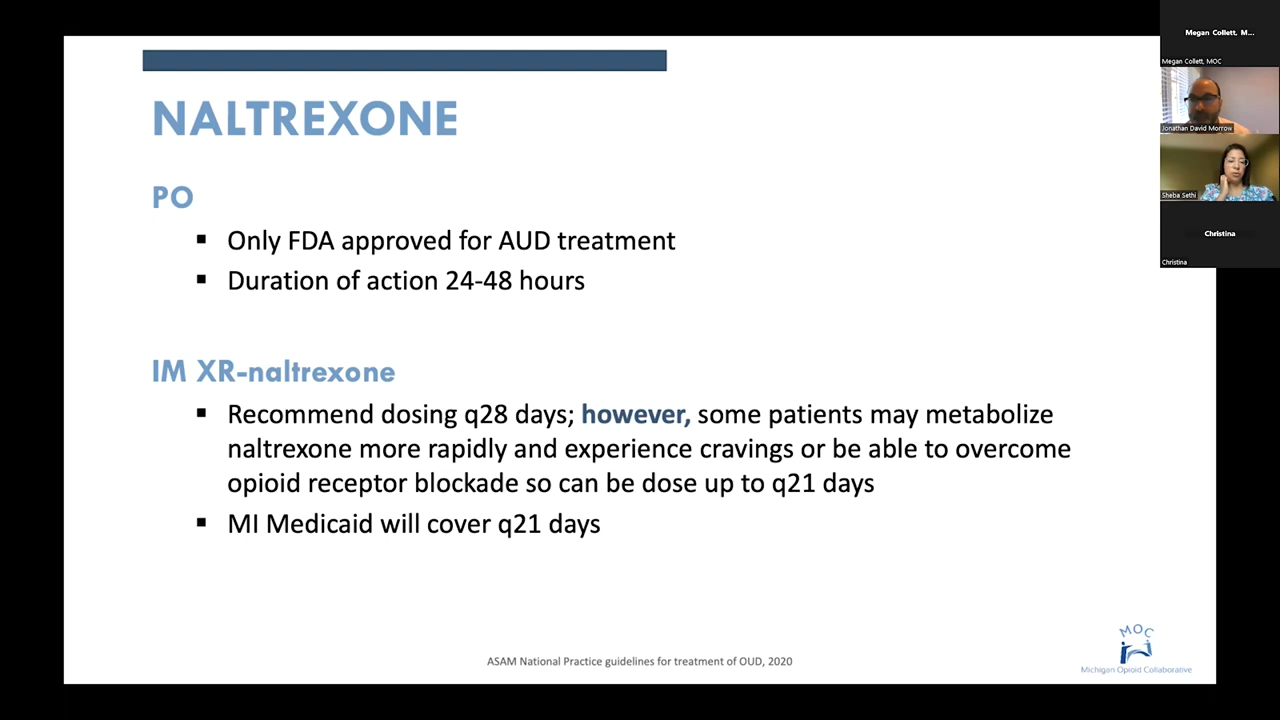 NALTREXONE
PO
▪ Only FDA approved for AUD treatment
▪ Duration of action 24-48 hours
IM XR-naltrexone
▪ Recommend dosing q28 days; however, some patients may metabolize
naltrexone more rapidly and experience cravings or be able to overcome
opioid receptor blockade so can be dose up to q21 days
▪ MI Medicaid will cover q21 days
ASAM National Practice guidelines for treatment of OUD, 2020
MOC
Michigan Opioid Collaborative
Megan Collett, M...
Megan Collett, MOC
Jonathan David Morrow
Sheba Sethi
Christina
Christina